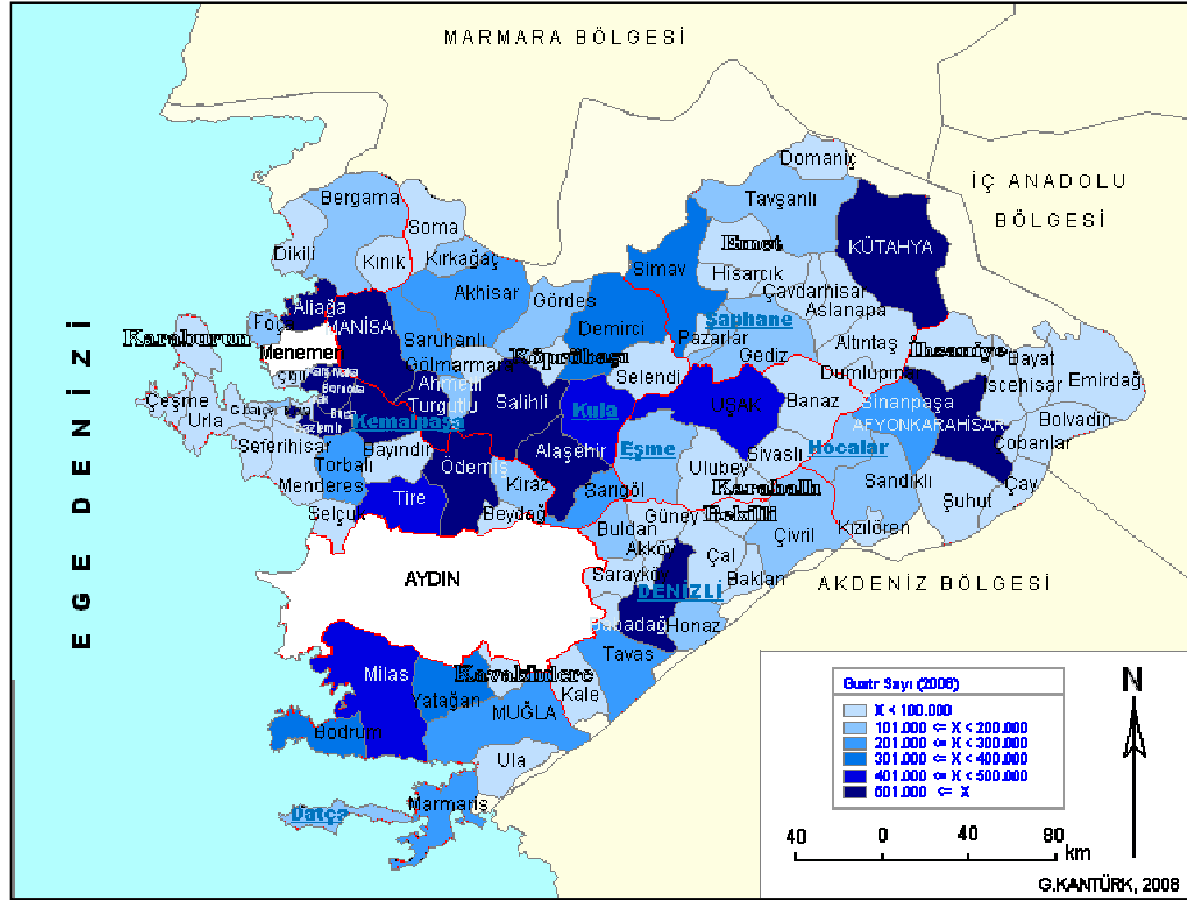 MARMARA BÖLGESİ
İÇ ANADOLU
BÖLGESİ
AKDENİZ BÖLGESİ
EGE DENİZİ
Domaniç
Tavşanlı
KÜTAHYA
Emet
Hisarcık
Simav
Çavdarhisar
Aslanapa
Şaphane
Pazarlar
Gediz
Altıntaş
Dumlupınar
Bergama
Soma
Dikili
Kınık
Kırkağaç
Akhisar
Gördes
Demirci
Aliağa
Foça
MANİSA
Saruhanlı
Gölmarmara
Köprübaşı
Selendi
Karaburun
Menemen
Ahmetli
Turgutlu
Salihli
Kula
UŞAK
Banaz
İhsaniye
Bayat
İscehisar
Emirdağ
Bolvadin
Sinanpaşa
AFYONKARAHİSAR
Çobanlar
Çeşme
Urla
Kemalpaşa
Seferihisar
Bayındır
Torbalı
Menderes
Ödemiş
Alaşehir
Eşme
Ulubey
Sivaslı
Hocalar
Sandıklı
Şuhut
Çay
Karahallı
Selçuk
Tire
Kiraz
Beydağ
Sarıgöl
Buldan
Güney
Bekilli
Çivril
Kızılören
Akköy
Çal
Baklan
AYDIN
Sarayköy
DENİZLİ
Babadağ
Honaz
Tavas
Milas
Yatağan
Kavaklıdere
Kale
MUĞLA
Bodrum
Ula
Datça
Marmaris
X < 100.000
101.000 <= X < 200.000
201.000 <= X < 300.000
301.000 <= X < 400.000
401.000 <= X < 500.000
501.000 <= X
N
40 0 40 80
km
G.KANTÜRK, 2008